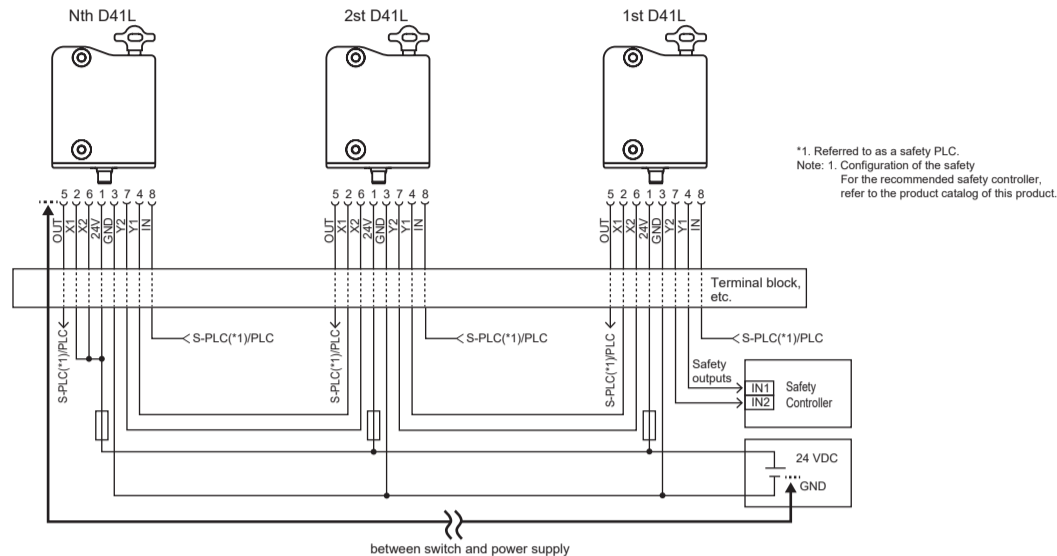 Nth D41L 2st D41L 1st D41L
*1. Referred to as a safety PLC.
Note: 1. Configuration of the safety
For the recommended safety controller,
refer to the product catalog of this product.
5 2 6 1 3 7 4 8 5 2 6 1 3 7 4 8 5 2 6 1 3 7 4 8
OUT X1 X2 24V GND Y2 Y1 IN OUT X1 X2 24V GND Y2 Y1 IN OUT X1 X2 24V GND Y2 Y1 IN
Terminal block,
etc.
S-PLC(*1)/PLC S-PLC(*1)/PLC S-PLC(*1)/PLC S-PLC(*1)/PLC S-PLC(*1)/PLC S-PLC(*1)/PLC
Safety
outputs
IN1 Safety
IN2 Controller
24 VDC
GND
between switch and power supply